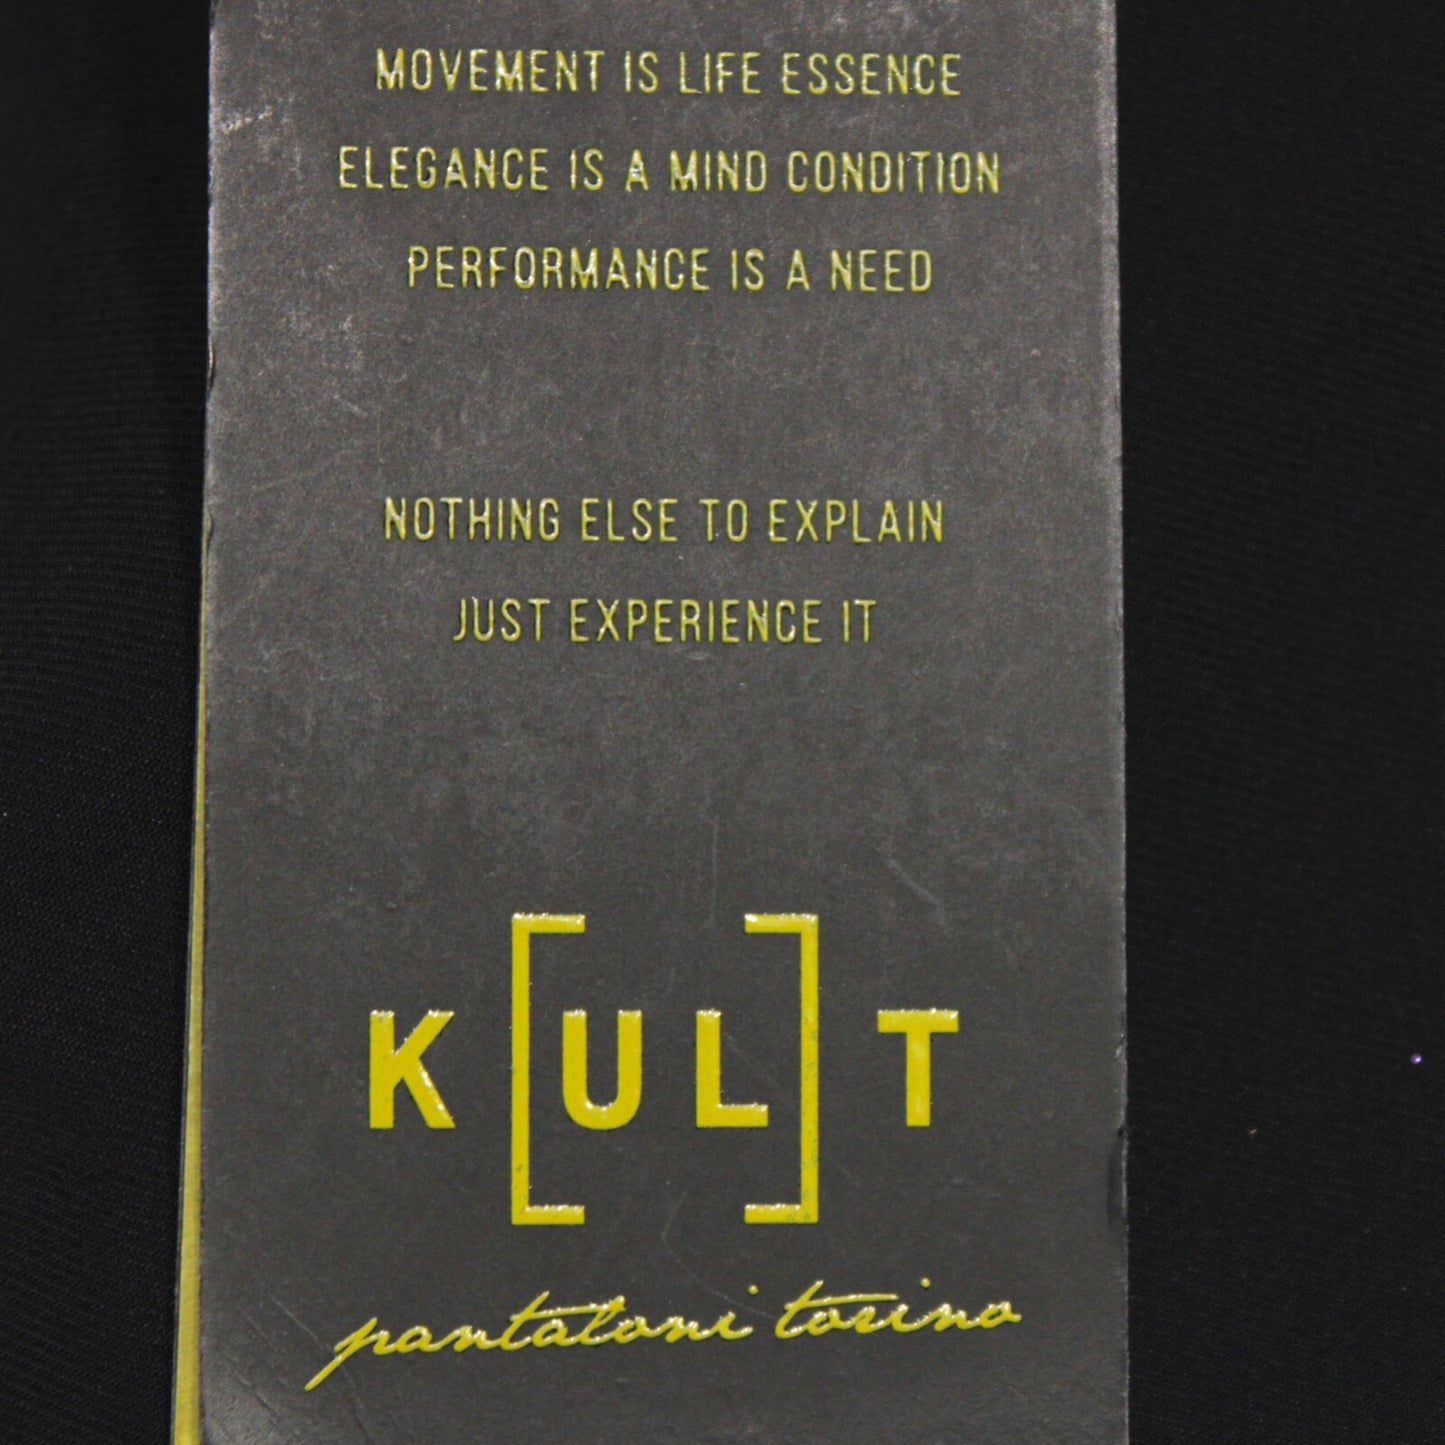 MOVEMENT IS LIFE ESSENCE
ELEGANCE IS A MIND CONDITION
PERFORMANCE IS A NEED
NOTHING ELSE TO EXPLAIN
JUST EXPERIENCE IT
K[UL]T
pantaloni torino